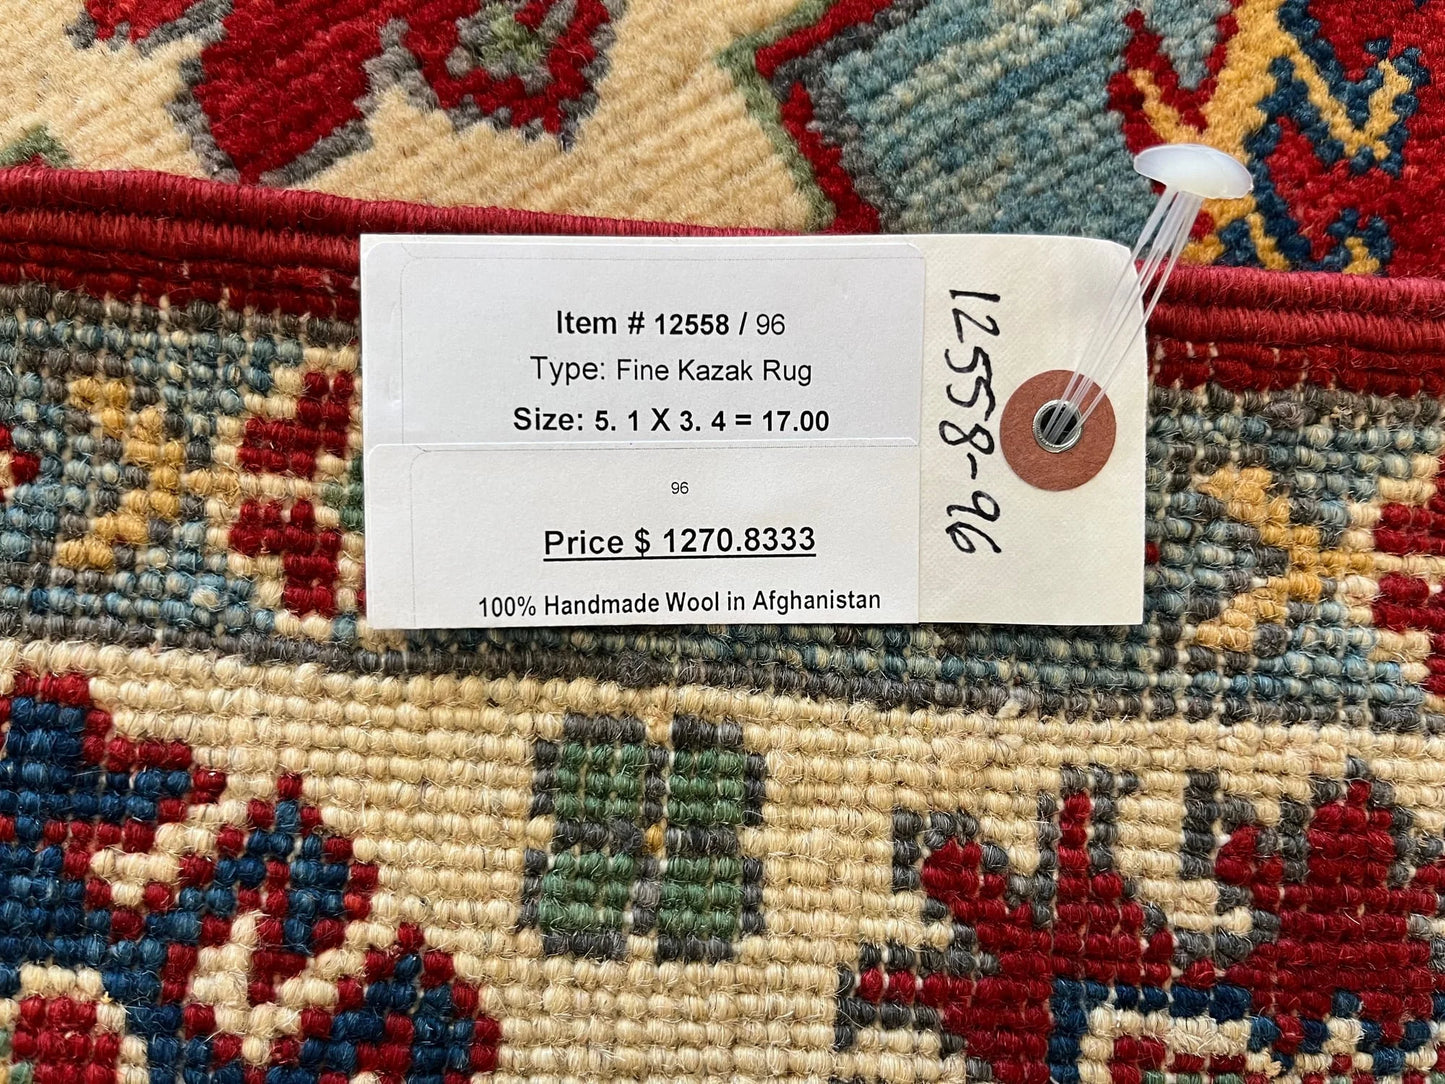 Item # 12558 / 96
Type: Fine Kazak Rug
Size: 5. 1 X 3. 4 = 17.00
96
Price $ 1270.8333
100% Handmade Wool in Afghanistan
12558-96